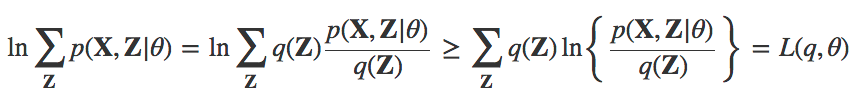 ln ∑_Z p(X, Z|θ) = ln ∑_Z q(Z) p(X, Z|θ) / q(Z) ≥ ∑_Z q(Z) ln { p(X, Z|θ) / q(Z) } = L(q, θ)